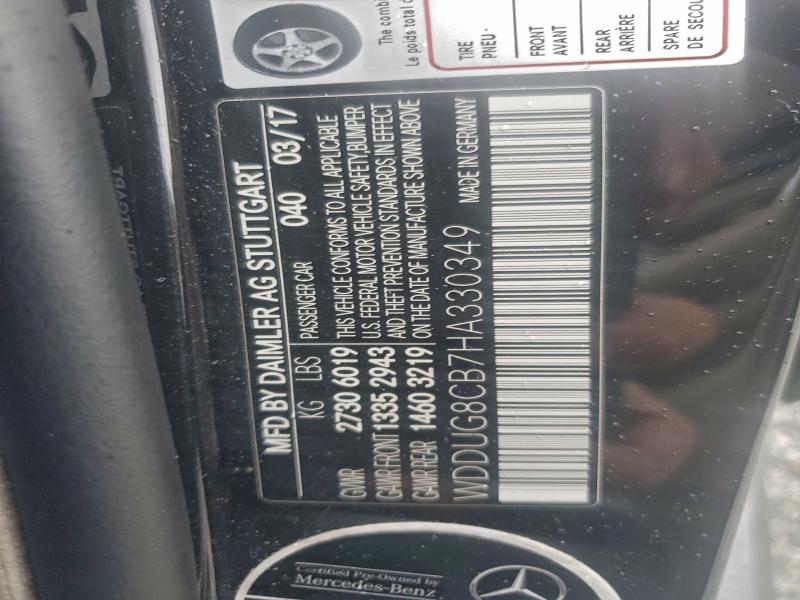 MFD BY DAIMLER AG STUTTGART
KG LBS PASSENGER CAR 040 03/17
GVWR 2730 6019
GAWR FRONT 1335 2943
GAWR REAR 1460 3219
THIS VEHICLE CONFORMS TO ALL APPLICABLE
U.S. FEDERAL MOTOR VEHICLE SAFETY,BUMPER
AND THEFT PREVENTION STANDARDS IN EFFECT
ON THE DATE OF MANUFACTURE SHOWN ABOVE
WDDUG8CB7HA330349 MADE IN GERMANY
The combi
Le poids total d
TIRE
PNEU
FRONT
AVANT
REAR
ARRIÈRE
SPARE
DE SECOU
Certified Pre-Owned by
Mercedes-Benz